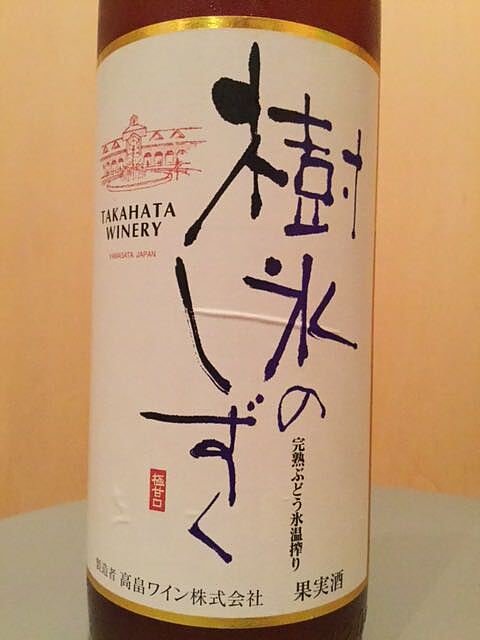 樹氷の
しずく
完熟ぶどう氷温搾り
TAKAHATA
WINERY
YAMAGATA JAPAN
極甘口
製造者 高畠ワイン株式会社
果実酒